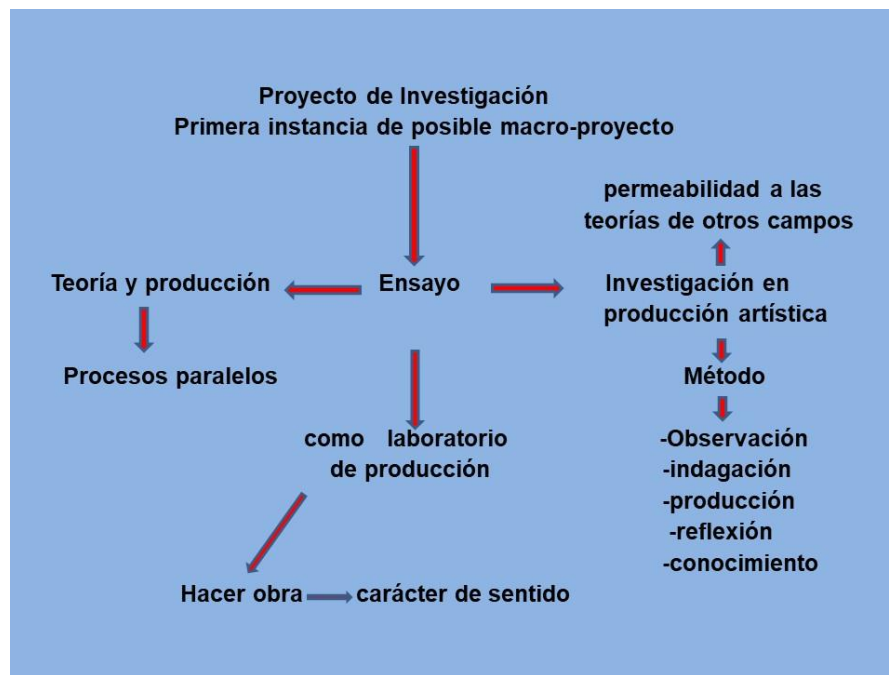 Proyecto de Investigación
Primera instancia de posible macro-proyecto
permeabilidad a las
teorías de otros campos
Teoría y producción
Ensayo
Investigación en
producción artística
Procesos paralelos
Método
como laboratorio
de producción
-Observación
-indagación
-producción
-reflexión
-conocimiento
Hacer obra
carácter de sentido